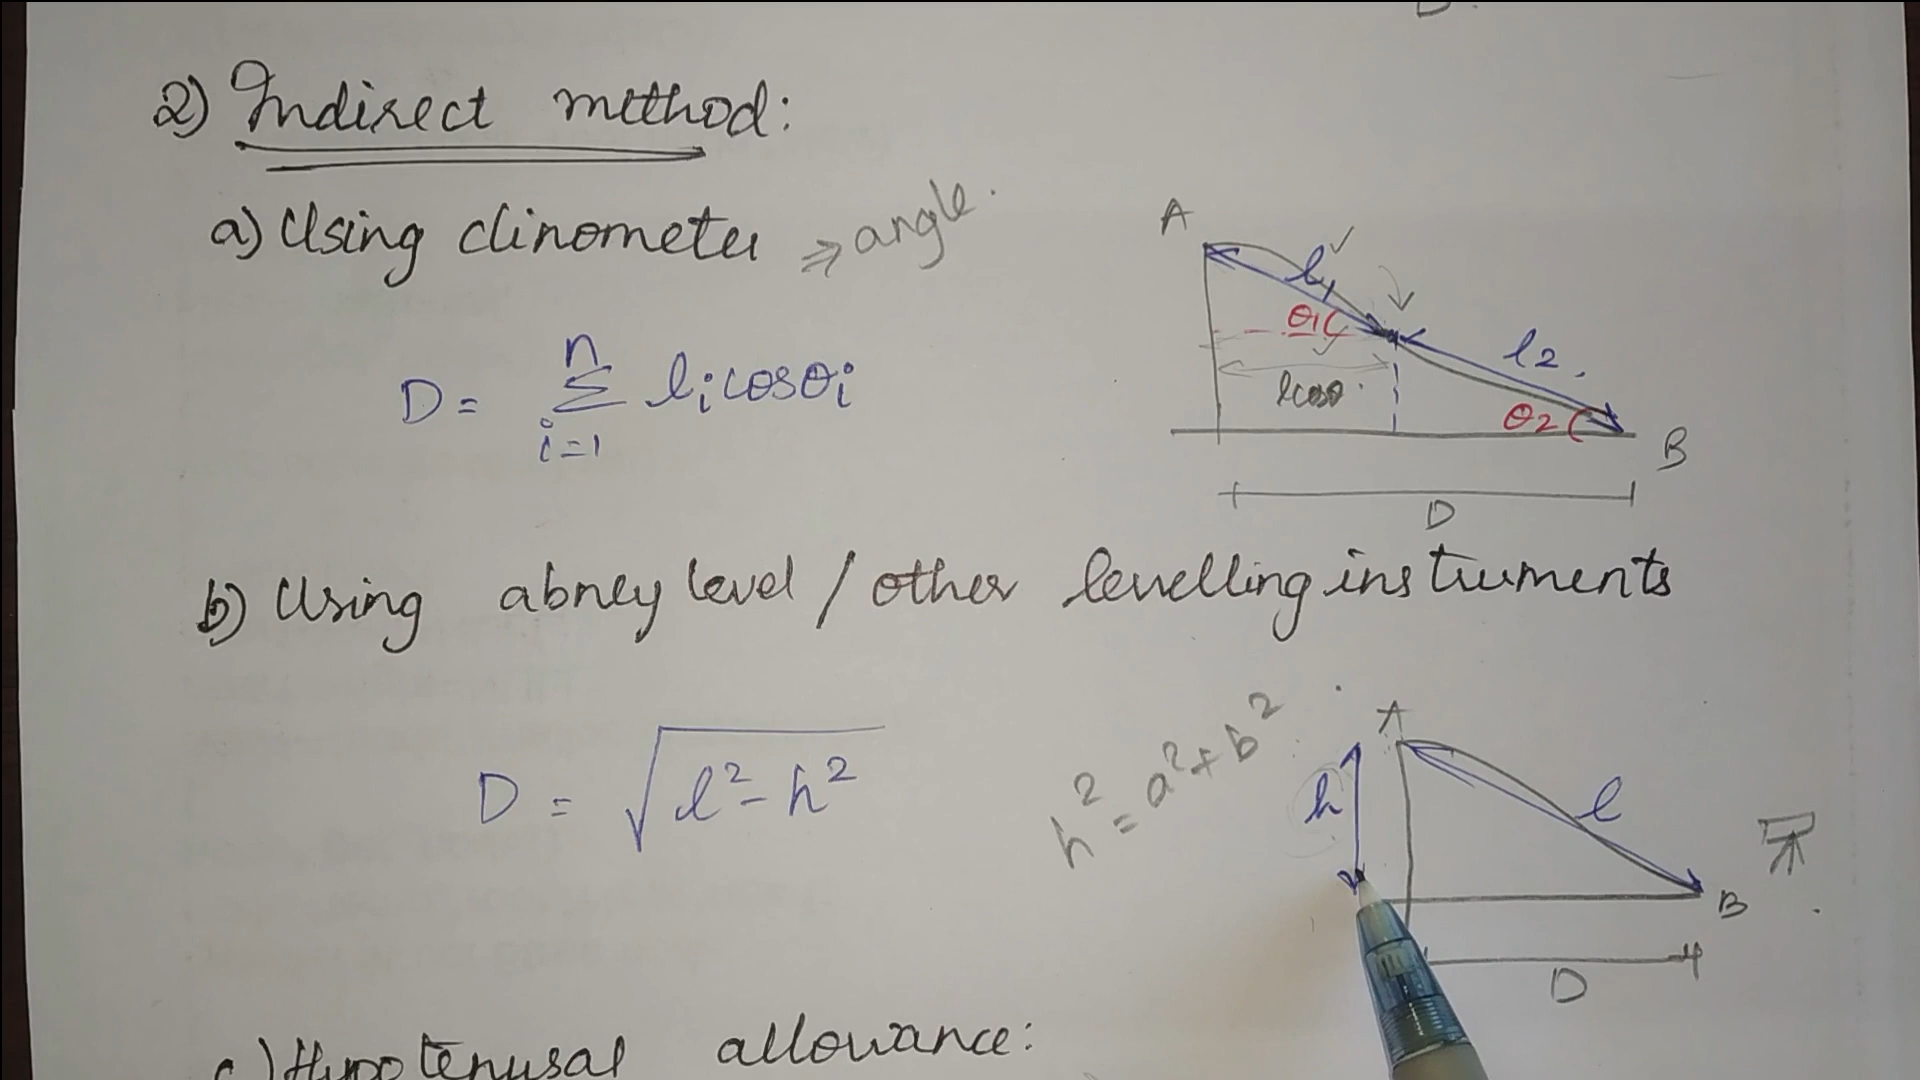 2) Indirect method:
a) Using clinometer ⇒ angle.
D = n Σ i=1 li cosθi
A
l1 ✓
θ1
l2
lcosθ
θ2
B
D
b) Using abney level / other levelling instruments
D = √l²-h²
h² = a²+b²
A
h
l
B
D
c) Hypotenusal allowance: